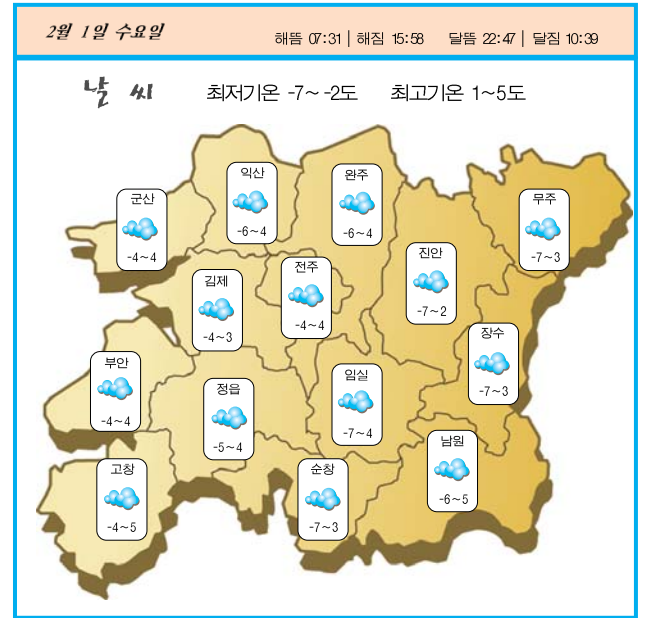 2월 1일 수요일
해뜸 07:31 | 해짐 15:58 달뜸 22:47 | 달짐 10:39
날 씨 최저기온 -7~ -2도 최고기온 1~5도
군산
-4~4
익산
-6~4
완주
-6~4
무주
-7~3
김제
-4~3
전주
-4~4
진안
-7~2
장수
-7~3
부안
-4~4
정읍
-5~4
임실
-7~4
남원
-6~5
고창
-4~5
순창
-7~3